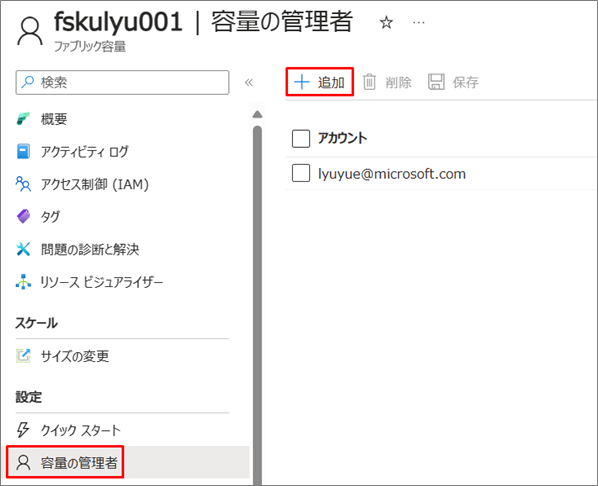 fskulyu001 | 容量の管理者 ☆ …
ファブリック容量
検索 «
概要
アクティビティ ログ
アクセス制御 (IAM)
タグ
問題の診断と解決
リソース ビジュアライザー
スケール
サイズの変更
設定
クイック スタート
容量の管理者
+ 追加 削除 保存
アカウント
lyuyue@microsoft.com